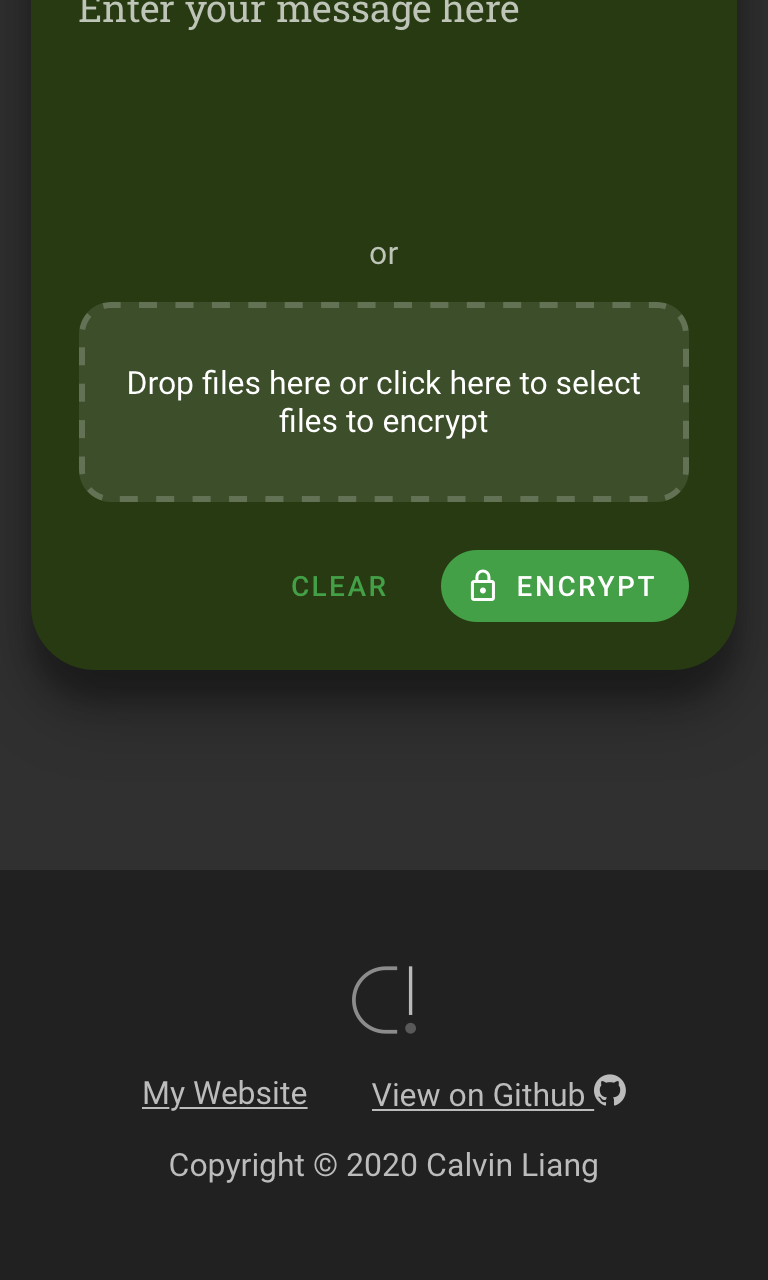 Enter your message here
or
Drop files here or click here to select
files to encrypt
CLEAR
ENCRYPT
My Website
View on Github
Copyright © 2020 Calvin Liang